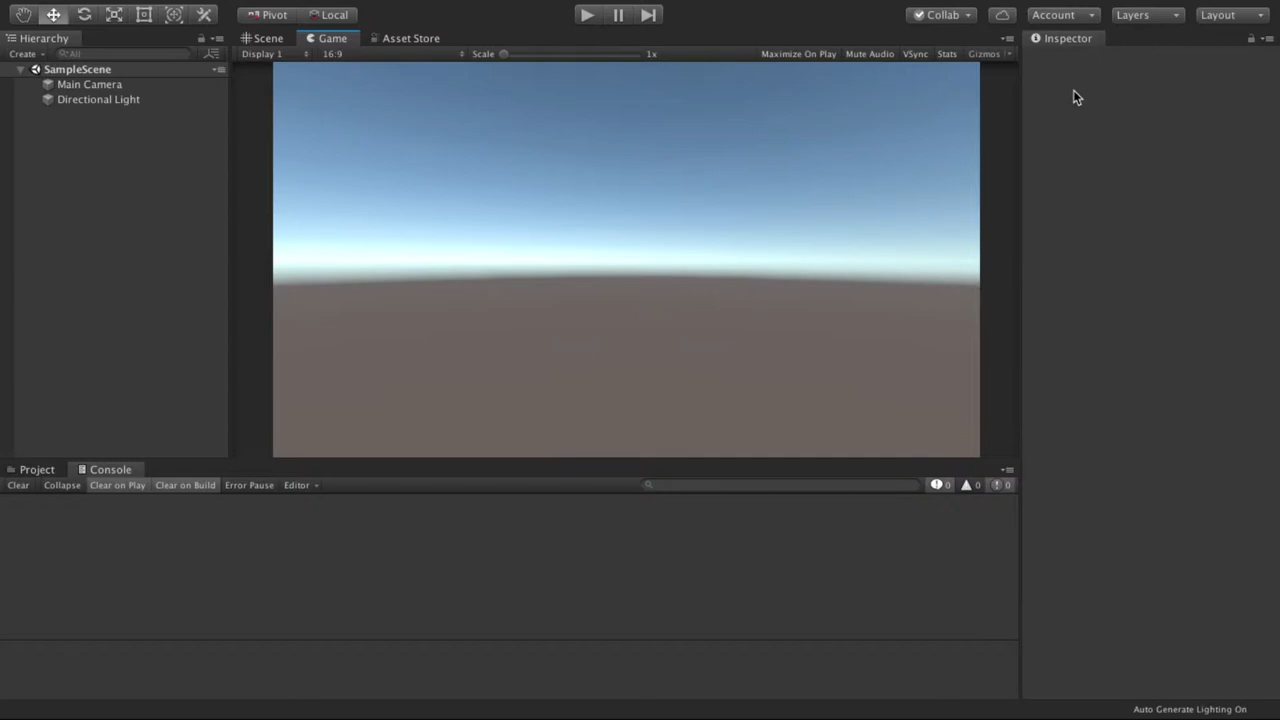 Pivot Local Collab Account Layers Layout
Hierarchy Scene Game Asset Store Inspector
Create All Display 1 16:9 Scale 1x Maximize On Play Mute Audio VSync Stats Gizmos
SampleScene
Main Camera
Directional Light
Project Console
Clear Collapse Clear on Play Clear on Build Error Pause Editor 0 0 0
Auto Generate Lighting On